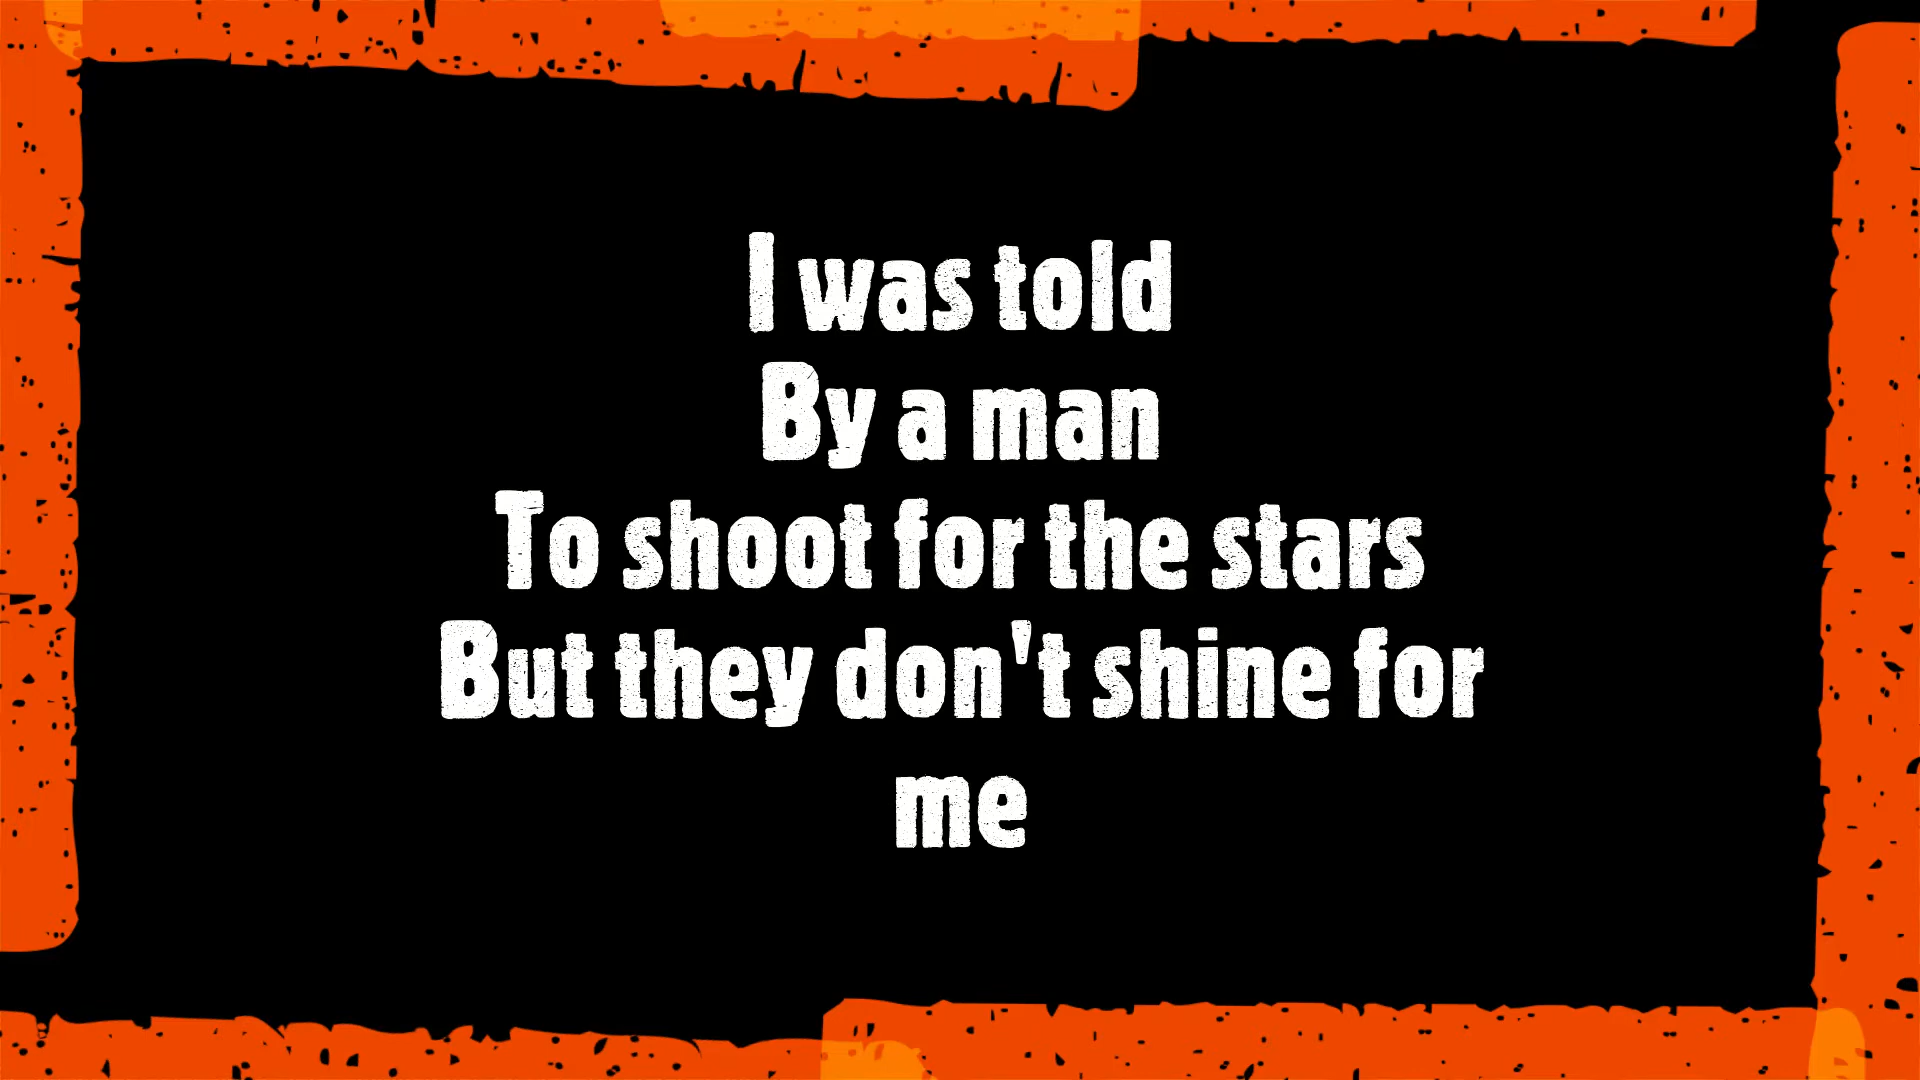 I was told
By a man
To shoot for the stars
But they don't shine for
me